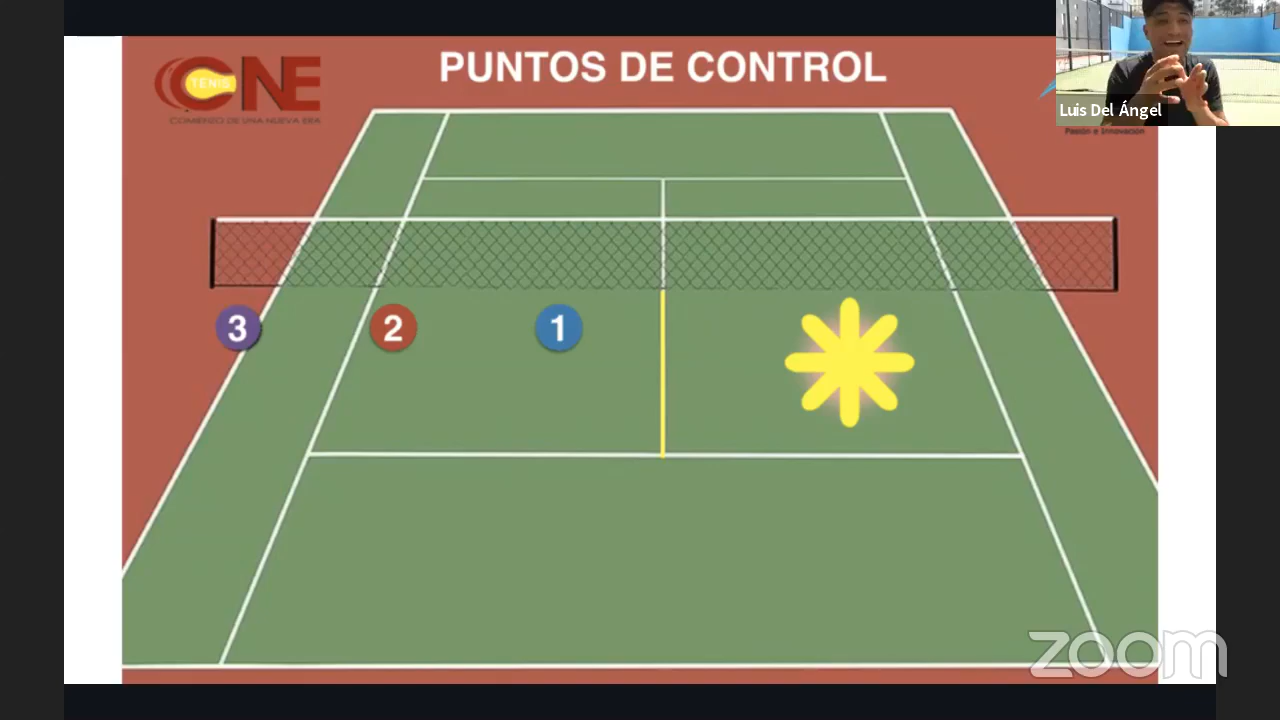 PUNTOS DE CONTROL
TENIS
CNE
COMIENZO DE UNA NUEVA ERA
Luis Del Ángel
Pasión e Innovación
3
2
1
zoom